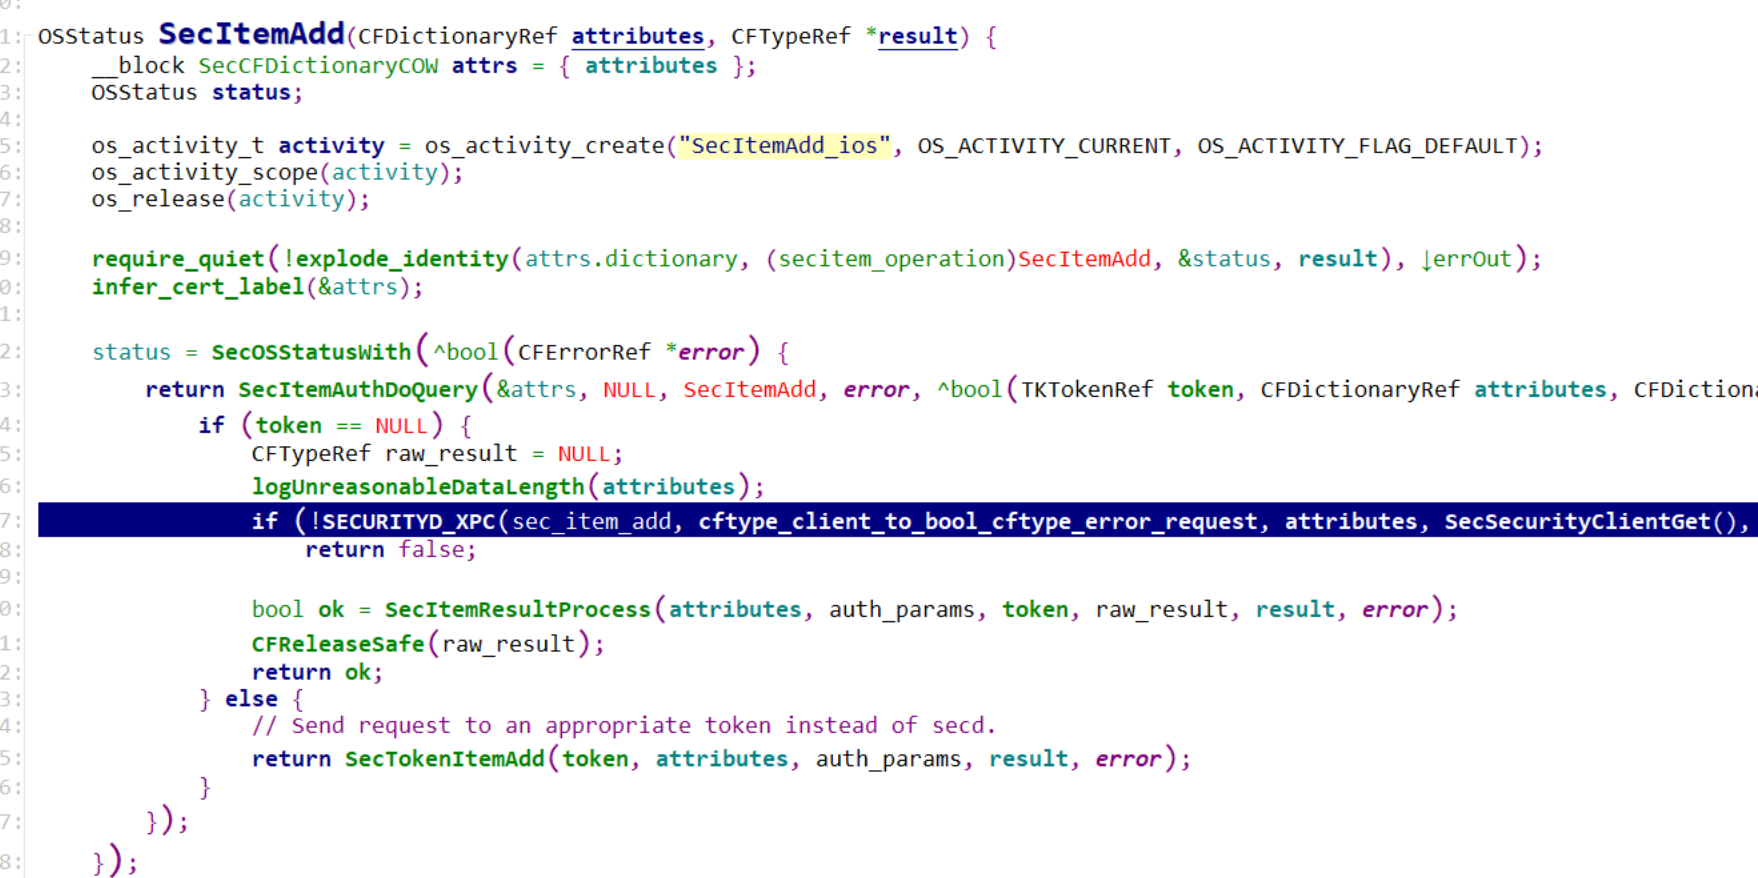 0:
1: OSStatus SecItemAdd(CFDictionaryRef attributes, CFTypeRef *result) {
2: __block SecCFDictionaryCOW attrs = { attributes };
3: OSStatus status;
4:
5: os_activity_t activity = os_activity_create("SecItemAdd_ios", OS_ACTIVITY_CURRENT, OS_ACTIVITY_FLAG_DEFAULT);
6: os_activity_scope(activity);
7: os_release(activity);
8:
9: require_quiet(!explode_identity(attrs.dictionary, (secitem_operation)SecItemAdd, &status, result), ↓errOut);
0: infer_cert_label(&attrs);
1:
2: status = SecOSStatusWith(^bool(CFErrorRef *error) {
3: return SecItemAuthDoQuery(&attrs, NULL, SecItemAdd, error, ^bool(TKTokenRef token, CFDictionaryRef attributes, CFDictiona
4: if (token == NULL) {
5: CFTypeRef raw_result = NULL;
6: logUnreasonableDataLength(attributes);
7: if (!SECURITYD_XPC(sec_item_add, cftype_client_to_bool_cftype_error_request, attributes, SecSecurityClientGet(),
8: return false;
9:
0: bool ok = SecItemResultProcess(attributes, auth_params, token, raw_result, result, error);
1: CFReleaseSafe(raw_result);
2: return ok;
3: } else {
4: // Send request to an appropriate token instead of secd.
5: return SecTokenItemAdd(token, attributes, auth_params, result, error);
6: }
7: });
8: });